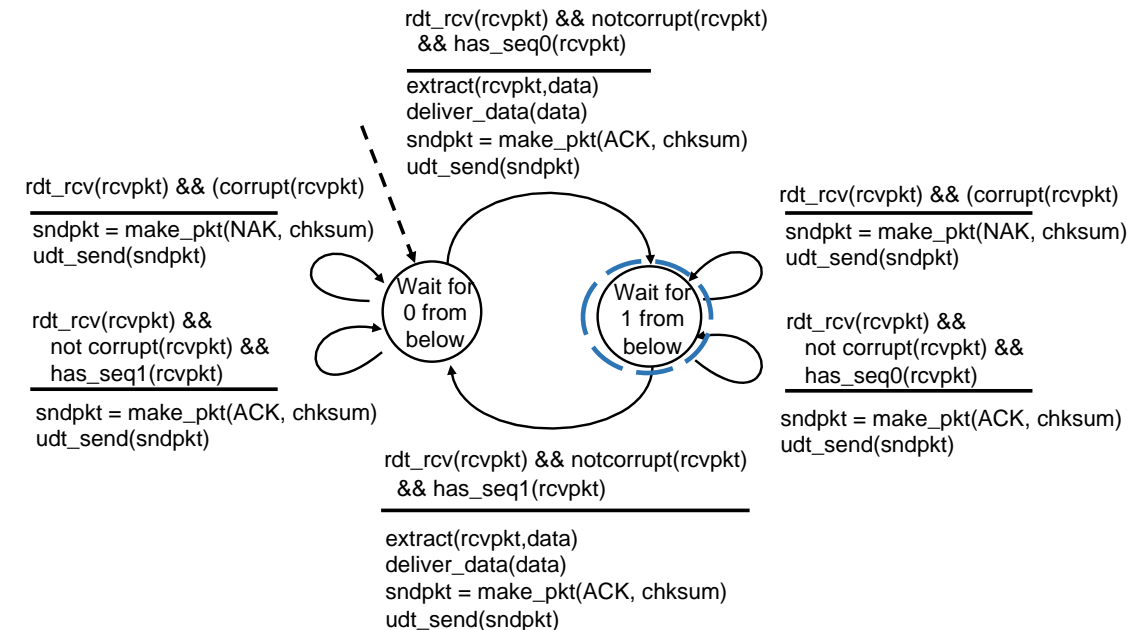 rdt_rcv(rcvpkt) && notcorrupt(rcvpkt)
&& has_seq0(rcvpkt)
extract(rcvpkt,data)
deliver_data(data)
sndpkt = make_pkt(ACK, chksum)
udt_send(sndpkt)
rdt_rcv(rcvpkt) && (corrupt(rcvpkt)
sndpkt = make_pkt(NAK, chksum)
udt_send(sndpkt)
rdt_rcv(rcvpkt) &&
not corrupt(rcvpkt) &&
has_seq1(rcvpkt)
sndpkt = make_pkt(ACK, chksum)
udt_send(sndpkt)
Wait for
0 from
below
Wait for
1 from
below
rdt_rcv(rcvpkt) && (corrupt(rcvpkt)
sndpkt = make_pkt(NAK, chksum)
udt_send(sndpkt)
rdt_rcv(rcvpkt) &&
not corrupt(rcvpkt) &&
has_seq0(rcvpkt)
sndpkt = make_pkt(ACK, chksum)
udt_send(sndpkt)
rdt_rcv(rcvpkt) && notcorrupt(rcvpkt)
&& has_seq1(rcvpkt)
extract(rcvpkt,data)
deliver_data(data)
sndpkt = make_pkt(ACK, chksum)
udt_send(sndpkt)